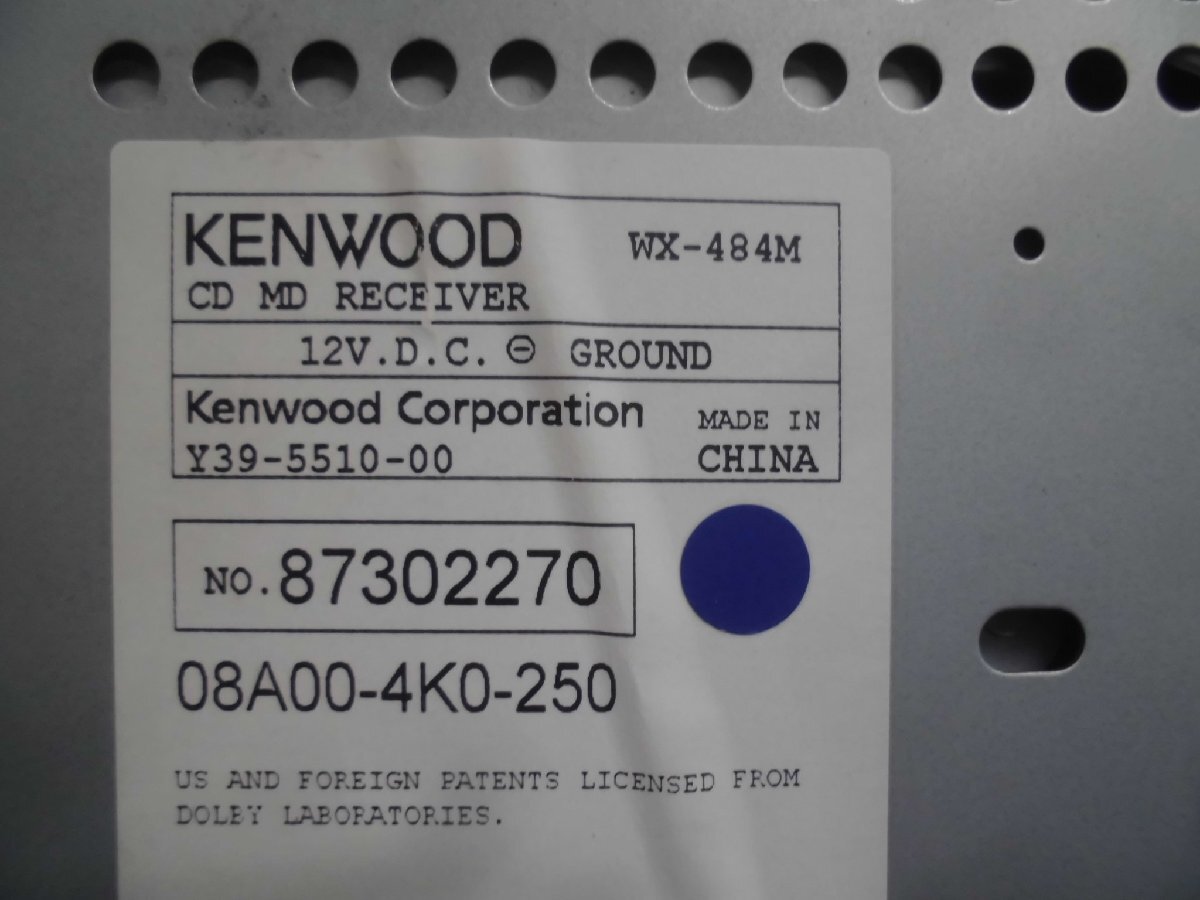 KENWOOD WX-484M
CD MD RECEIVER
12V.D.C. ⊖ GROUND
Kenwood Corporation MADE IN
Y39-5510-00 CHINA
NO. 87302270
08A00-4K0-250
US AND FOREIGN PATENTS LICENSED FROM
DOLBY LABORATORIES.